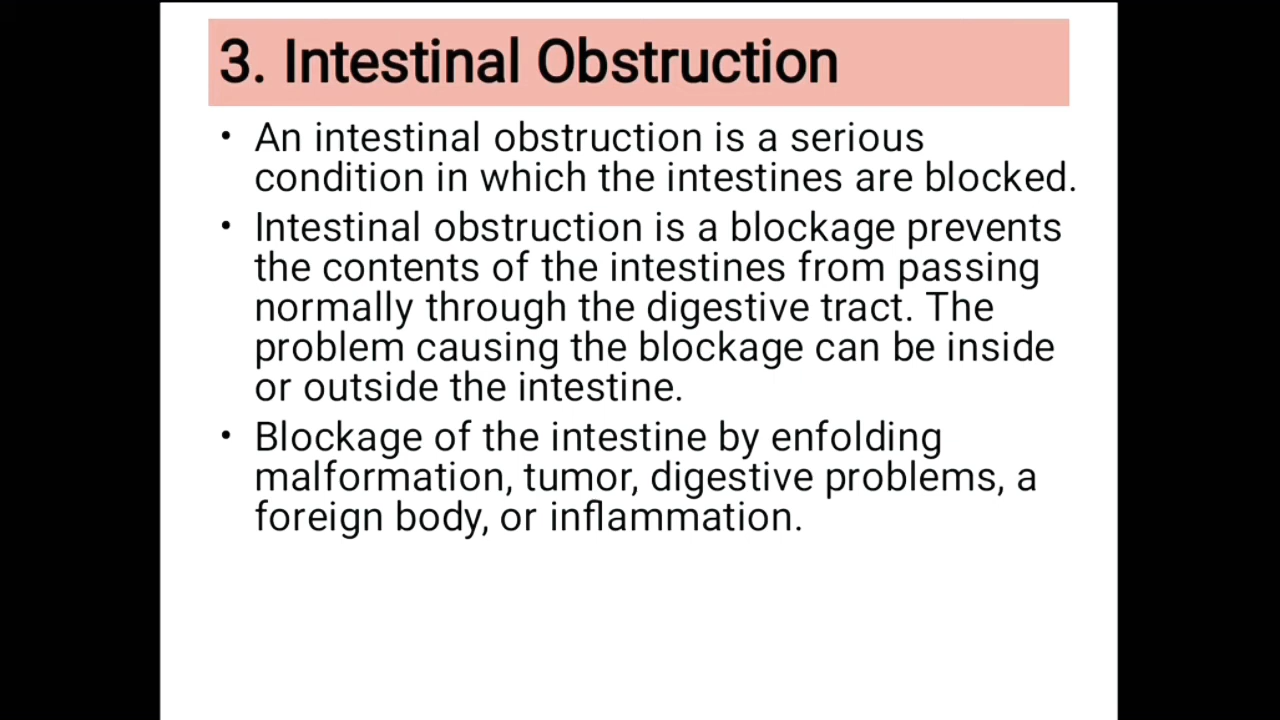 3. Intestinal Obstruction
• An intestinal obstruction is a serious
condition in which the intestines are blocked.
• Intestinal obstruction is a blockage prevents
the contents of the intestines from passing
normally through the digestive tract. The
problem causing the blockage can be inside
or outside the intestine.
• Blockage of the intestine by enfolding
malformation, tumor, digestive problems, a
foreign body, or inflammation.